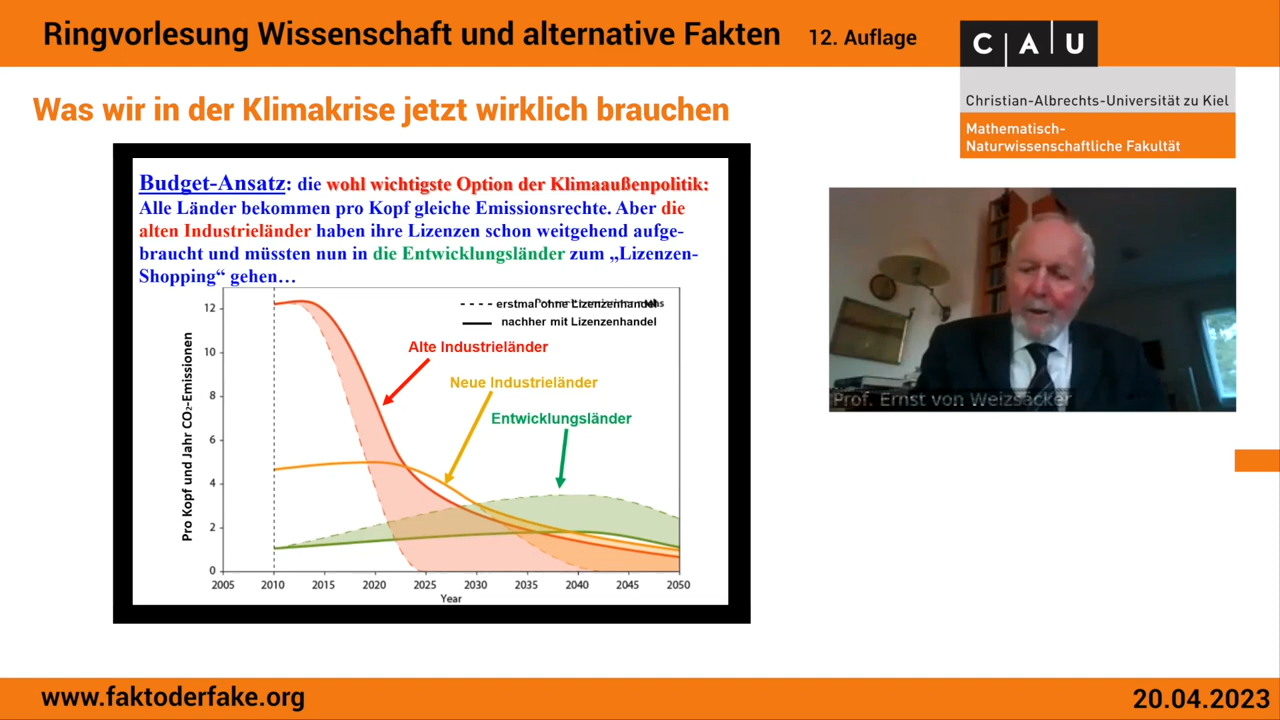 Ringvorlesung Wissenschaft und alternative Fakten 12. Auflage
C A U
Christian-Albrechts-Universität zu Kiel
Mathematisch-
Naturwissenschaftliche Fakultät
Was wir in der Klimakrise jetzt wirklich brauchen
Budget-Ansatz: die wohl wichtigste Option der Klimaaußenpolitik:
Alle Länder bekommen pro Kopf gleiche Emissionsrechte. Aber die
alten Industrieländer haben ihre Lizenzen schon weitgehend aufge-
braucht und müssten nun in die Entwicklungsländer zum „Lizenzen-
Shopping“ gehen…
erstmal ohne Lizenzenhandel
nachher mit Lizenzenhandel
Alte Industrieländer
Neue Industrieländer
Entwicklungsländer
Pro Kopf und Jahr CO₂-Emissionen
12
10
8
6
4
2
0
2005 2010 2015 2020 2025 2030 2035 2040 2045 2050
Year
Prof. Ernst von Weizsäcker
www.faktoderfake.org
20.04.2023